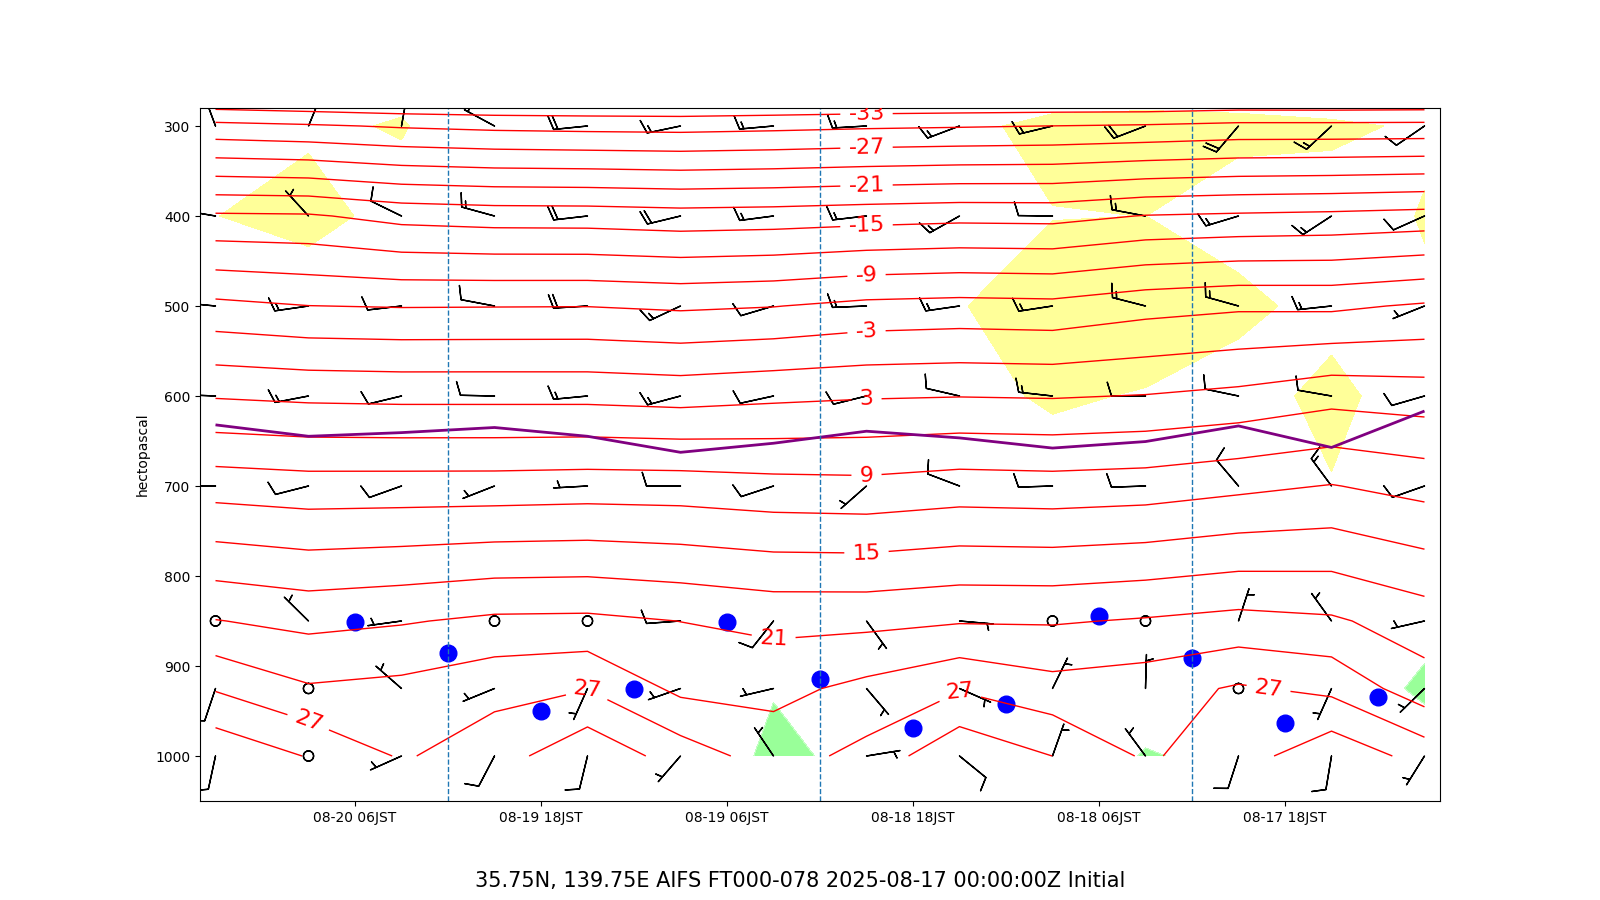 300
400
500
600
700
800
900
1000
hectopascal
-33
-27
-21
-15
-9
-3
3
9
15
21
27
27
27
27
08-20 06JST
08-19 18JST
08-19 06JST
08-18 18JST
08-18 06JST
08-17 18JST
35.75N, 139.75E AIFS FT000-078 2025-08-17 00:00:00Z Initial